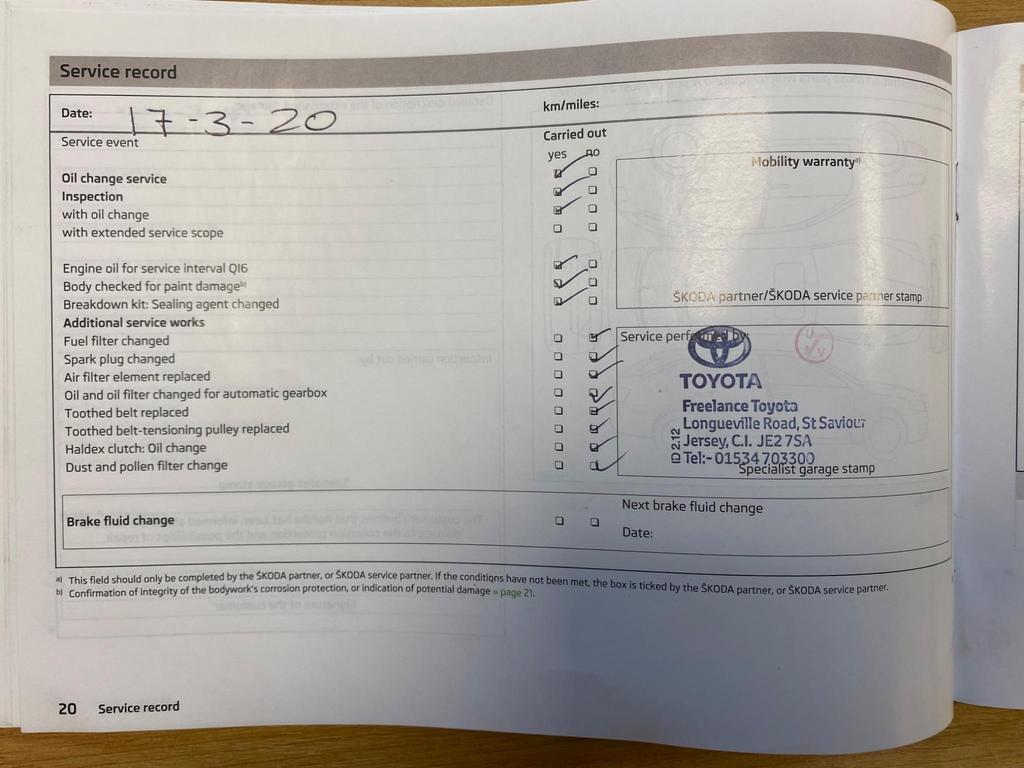 Service record
Date: 17-3-20
km/miles:
Service event
Carried out
yes no
Oil change service
Inspection
with oil change
with extended service scope
Engine oil for service interval QI6
Body checked for paint damage b)
Breakdown kit: Sealing agent changed
Additional service works
Fuel filter changed
Spark plug changed
Air filter element replaced
Oil and oil filter changed for automatic gearbox
Toothed belt replaced
Toothed belt-tensioning pulley replaced
Haldex clutch: Oil change
Dust and pollen filter change
Mobility warranty a)
ŠKODA partner/ŠKODA service partner stamp
Service performed by:
TOYOTA
Freelance Toyota
Longueville Road, St Saviour
Jersey, C.I. JE2 7SA
Tel:- 01534 703300
ID 2.12
Specialist garage stamp
Brake fluid change
Next brake fluid change
Date:
a) This field should only be completed by the ŠKODA partner, or ŠKODA service partner. If the conditions have not been met, the box is ticked by the ŠKODA partner, or ŠKODA service partner.
b) Confirmation of integrity of the bodywork's corrosion protection, or indication of potential damage » page 21.
20 Service record